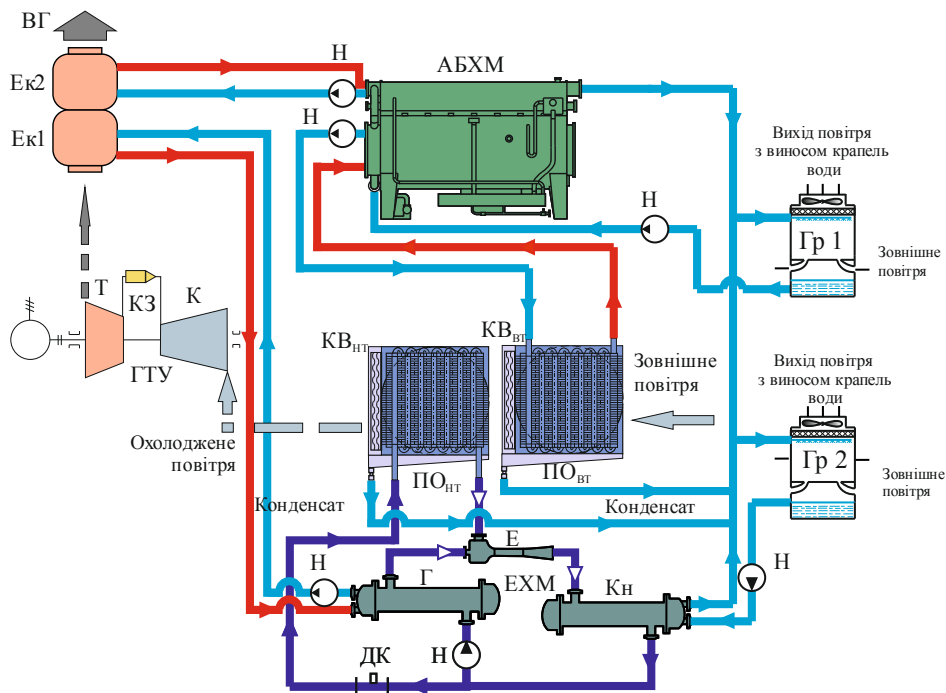 ВГ
Н
АБХМ
Ек2
Н
Ек1
Вихід повітря
з виносом крапель
води
Н
Гр 1
Зовнішнє
повітря
Т
КЗ
К
ГТУ
КВНТ
КВВТ
Зовнішнє
повітря
Вихід повітря
з виносом крапель
води
Охолоджене
повітря
Гр 2
Зовнішнє
повітря
ПОНТ
ПОВТ
Конденсат
Конденсат
Е
Н
Г
ЕХМ
Кн
Н
ДК
Н